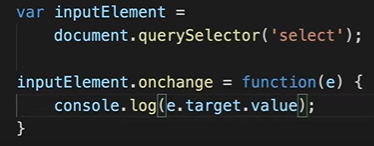 var inputElement =
    document.querySelector('select');

inputElement.onchange = function(e) {
    console.log(e.target.value);
}